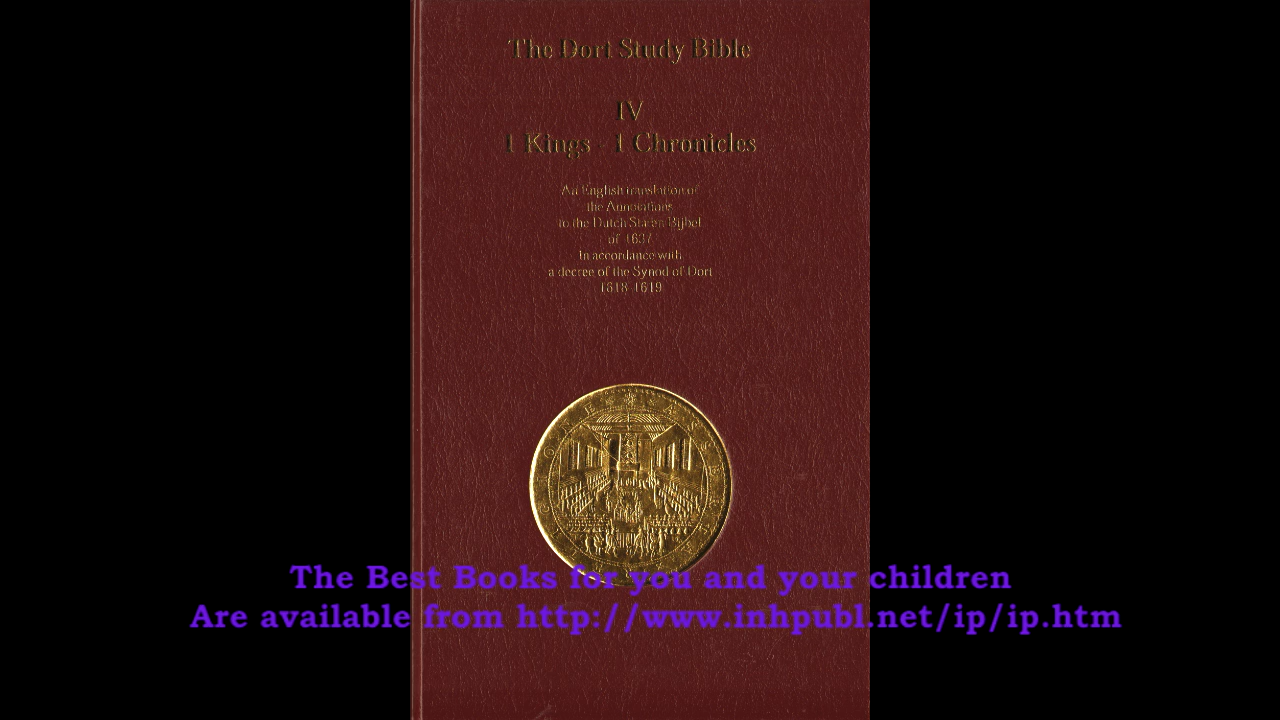 The Dort Study Bible
IV
1 Kings - 1 Chronicles
An English translation of
the Annotations
to the Dutch Staten Bijbel
of 1637
In accordance with
a decree of the Synod of Dort
1618-1619
The Best Books for you and your children
Are available from http://www.inhpubl.net/ip/ip.htm